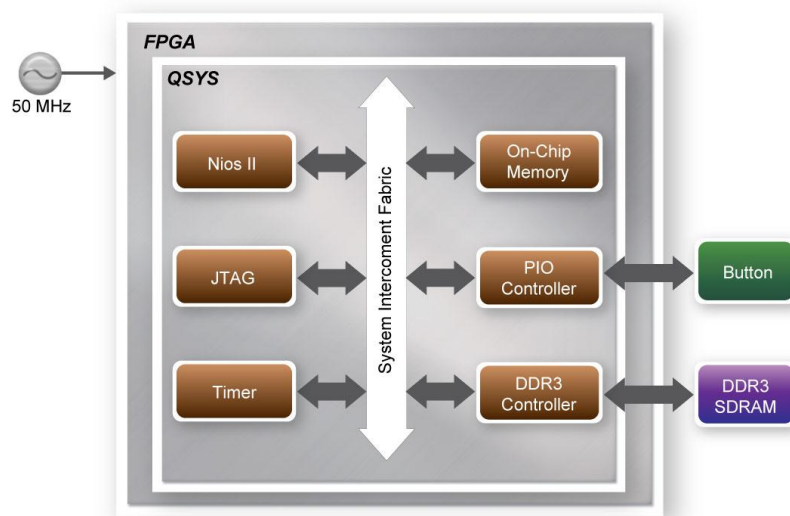 FPGA
50 MHz
QSYS
Nios II
On-Chip
Memory
JTAG
System Intercoment Fabric
PIO
Controller
Button
Timer
DDR3
Controller
DDR3
SDRAM